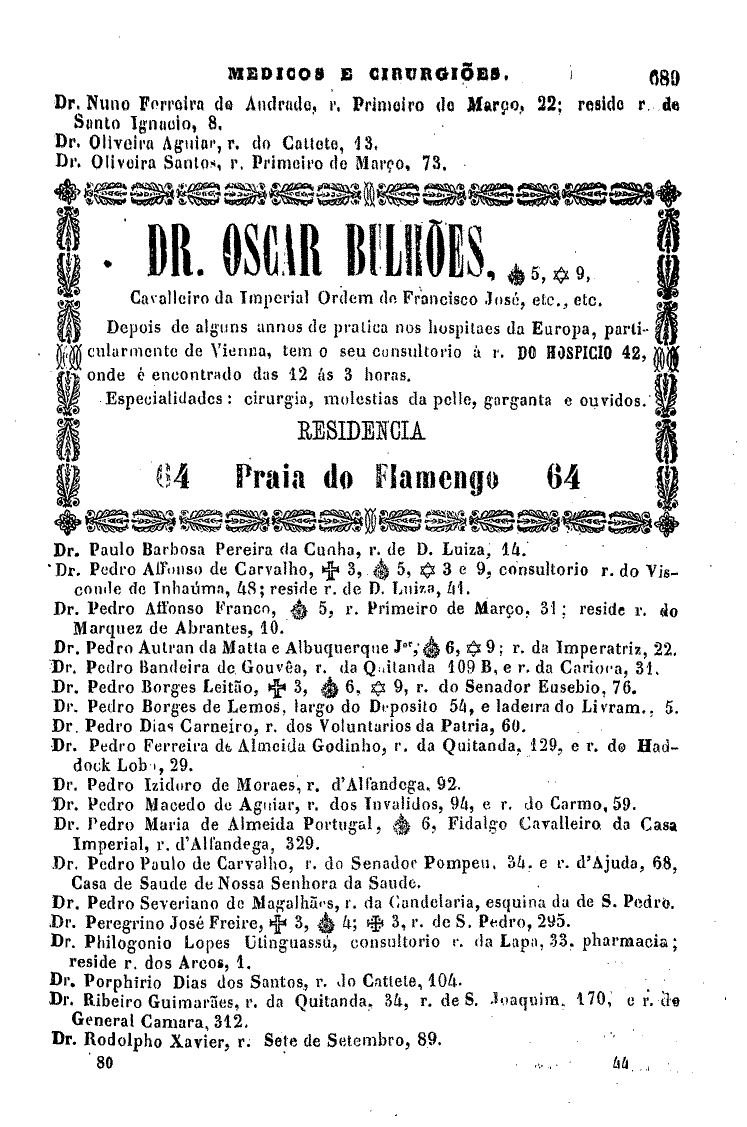 MEDICOS E CIRURGIÕES. 689
Dr. Nuno Ferreira de Andrade, r. Primeiro de Março, 22; reside r. de
Santo Ignacio, 8.
Dr. Oliveira Aguiar, r. do Cattete, 13.
Dr. Oliveira Santos, r. Primeiro de Março, 73.
DR. OSCAR BULHÕES, 5, ✡ 9,
Cavalleiro da Imperial Ordem de Francisco José, etc., etc.
Depois de alguns annos de pratica nos hospitaes da Europa, parti-
cularmente de Vienna, tem o seu consultorio á r. DO HOSPICIO 42,
onde é encontrado das 12 ás 3 horas.
Especialidades: cirurgia, molestias da pelle, garganta e ouvidos.
RESIDENCIA
64 Praia do Flamengo 64
Dr. Paulo Barbosa Pereira da Cunha, r. de D. Luiza, 14.
Dr. Pedro Affonso de Carvalho, ✠ 3, 5, ✡ 3 e 9, consultorio r. do Vis-
conde de Inhaúma, 48; reside r. de D. Luiza, 41.
Dr. Pedro Affonso Franco, 5, r. Primeiro de Março, 31; reside r. do
Marquez de Abrantes, 10.
Dr. Pedro Autran da Matta e Albuquerque Jor, 6, ✡ 9; r. da Imperatriz, 22.
Dr. Pedro Bandeira de Gouvêa, r. da Quitanda 109 B, e r. da Carioca, 31.
Dr. Pedro Borges Leitão, ✠ 3, 6, ✡ 9, r. do Senador Eusebio, 76.
Dr. Pedro Borges de Lemos, largo do Deposito 54, e ladeira do Livram., 5.
Dr. Pedro Dias Carneiro, r. dos Voluntarios da Patria, 60.
Dr. Pedro Ferreira de Almeida Godinho, r. da Quitanda, 129, e r. de Had-
dock Lobo, 29.
Dr. Pedro Izidoro de Moraes, r. d'Alfandega, 92.
Dr. Pedro Macedo de Aguiar, r. dos Invalidos, 94, e r. do Carmo, 59.
Dr. Pedro Maria de Almeida Portugal, 6, Fidalgo Cavalleiro da Casa
Imperial, r. d'Alfandega, 329.
Dr. Pedro Paulo de Carvalho, r. do Senador Pompeu, 34, e r. d'Ajuda, 68,
Casa de Saude de Nossa Senhora da Saude.
Dr. Pedro Severiano de Magalhães, r. da Candelaria, esquina da de S. Pedro.
Dr. Peregrino José Freire, ✠ 3, 4; ✠ 3, r. de S. Pedro, 295.
Dr. Philogonio Lopes Utinguassú, consultorio r. da Lapa, 33, pharmacia;
reside r. dos Arcos, 1.
Dr. Porphirio Dias dos Santos, r. do Cattete, 104.
Dr. Ribeiro Guimarães, r. da Quitanda, 34, r. de S. Joaquim, 170, e r. do
General Camara, 312.
Dr. Rodolpho Xavier, r. Sete de Setembro, 89.
80 44